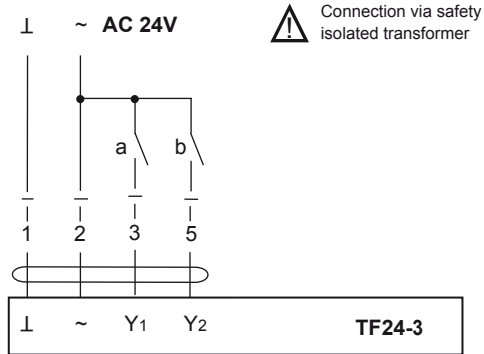 ⊥ ~ AC 24V
Connection via safety
isolated transformer
a b
1 2 3 5
⊥ ~ Y1 Y2 TF24-3